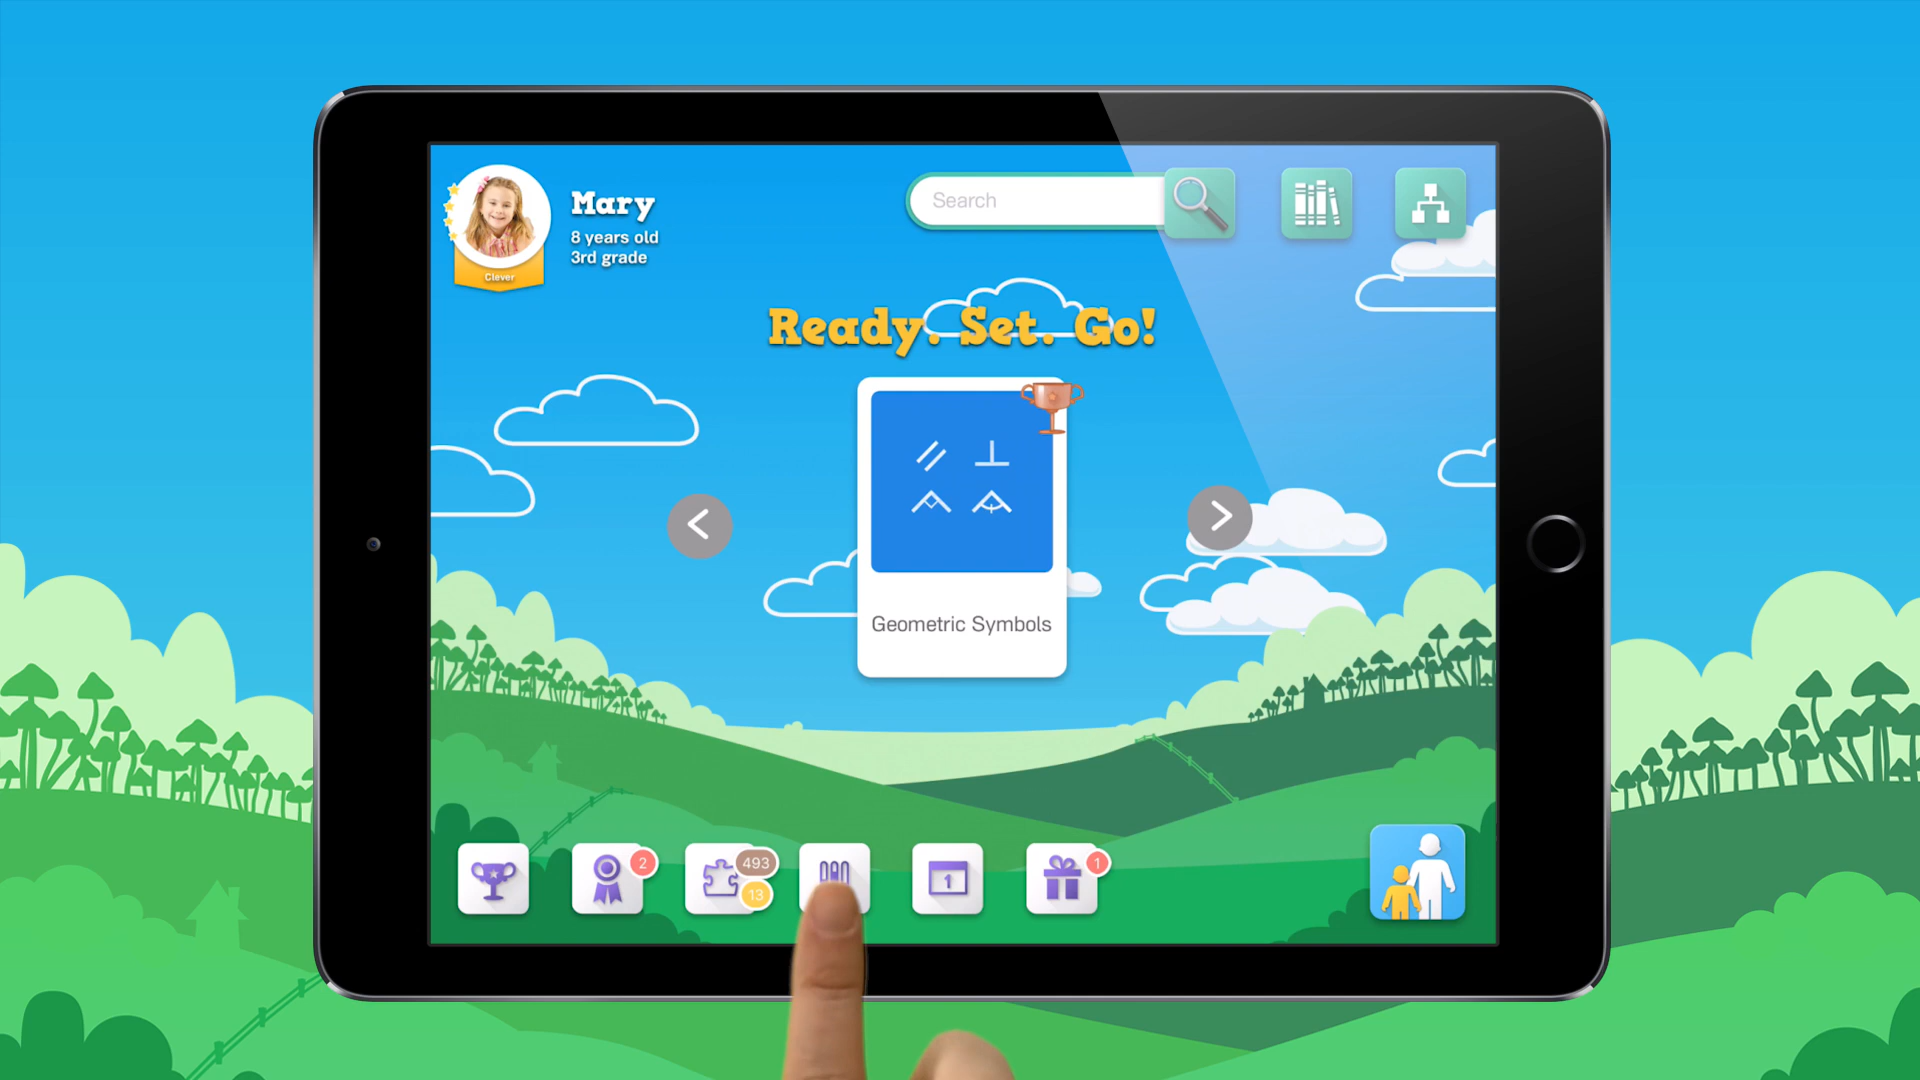 Mary
8 years old
3rd grade
Clever
Search
Ready. Set. Go!
Geometric Symbols
2
493
13
1
1